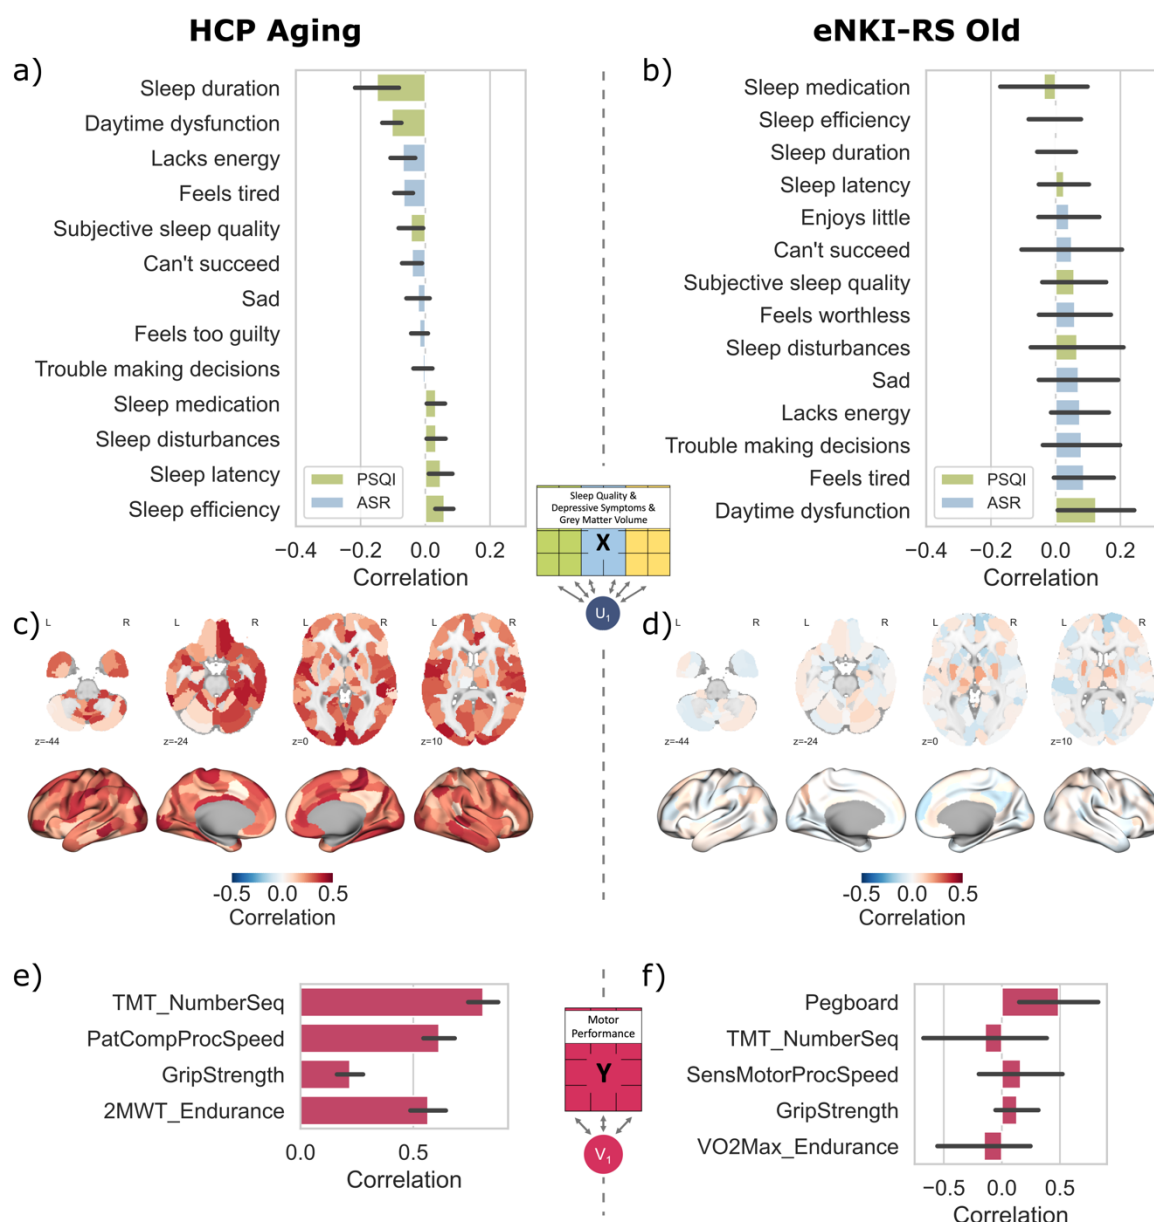 HCP Aging
eNKI-RS Old
a)
Sleep duration
Daytime dysfunction
Lacks energy
Feels tired
Subjective sleep quality
Can't succeed
Sad
Feels too guilty
Trouble making decisions
Sleep medication
Sleep disturbances
Sleep latency
Sleep efficiency
PSQI
ASR
−0.4 −0.2 0.0 0.2
Correlation
b)
Sleep medication
Sleep efficiency
Sleep duration
Sleep latency
Enjoys little
Can't succeed
Subjective sleep quality
Feels worthless
Sleep disturbances
Sad
Lacks energy
Trouble making decisions
Feels tired
Daytime dysfunction
PSQI
ASR
−0.4 −0.2 0.0 0.2
Correlation
Sleep Quality &
Depressive Symptoms &
Grey Matter Volume
X
U1
c)
L R L R L R L R
z=-44 z=-24 z=0 z=10
-0.5 0.0 0.5
Correlation
d)
L R L R L R L R
z=-44 z=-24 z=0 z=10
-0.5 0.0 0.5
Correlation
e)
TMT_NumberSeq
PatCompProcSpeed
GripStrength
2MWT_Endurance
0.0 0.5
Correlation
Motor
Performance
Y
V1
f)
Pegboard
TMT_NumberSeq
SensMotorProcSpeed
GripStrength
VO2Max_Endurance
−0.5 0.0 0.5
Correlation